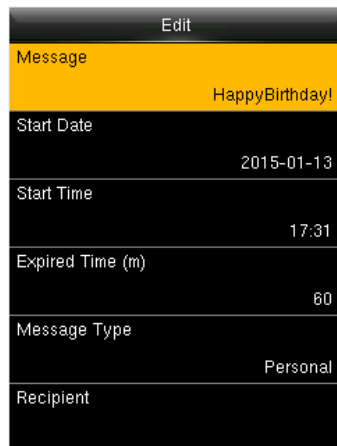 Edit
Message
HappyBirthday!
Start Date
2015-01-13
Start Time
17:31
Expired Time (m)
60
Message Type
Personal
Recipient